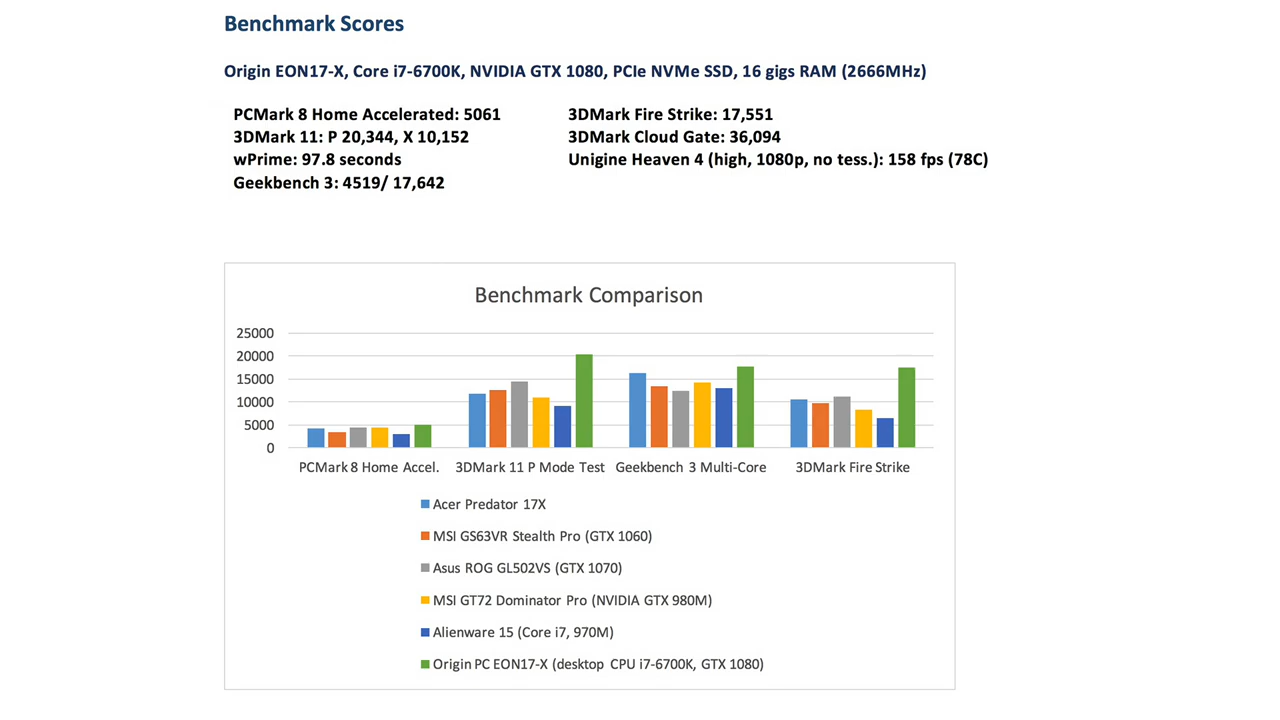 Benchmark Scores
Origin EON17-X, Core i7-6700K, NVIDIA GTX 1080, PCIe NVMe SSD, 16 gigs RAM (2666MHz)
PCMark 8 Home Accelerated: 5061
3DMark 11: P 20,344, X 10,152
wPrime: 97.8 seconds
Geekbench 3: 4519/ 17,642
3DMark Fire Strike: 17,551
3DMark Cloud Gate: 36,094
Unigine Heaven 4 (high, 1080p, no tess.): 158 fps (78C)
Benchmark Comparison
25000
20000
15000
10000
5000
0
PCMark 8 Home Accel. 3DMark 11 P Mode Test Geekbench 3 Multi-Core 3DMark Fire Strike
Acer Predator 17X
MSI GS63VR Stealth Pro (GTX 1060)
Asus ROG GL502VS (GTX 1070)
MSI GT72 Dominator Pro (NVIDIA GTX 980M)
Alienware 15 (Core i7, 970M)
Origin PC EON17-X (desktop CPU i7-6700K, GTX 1080)